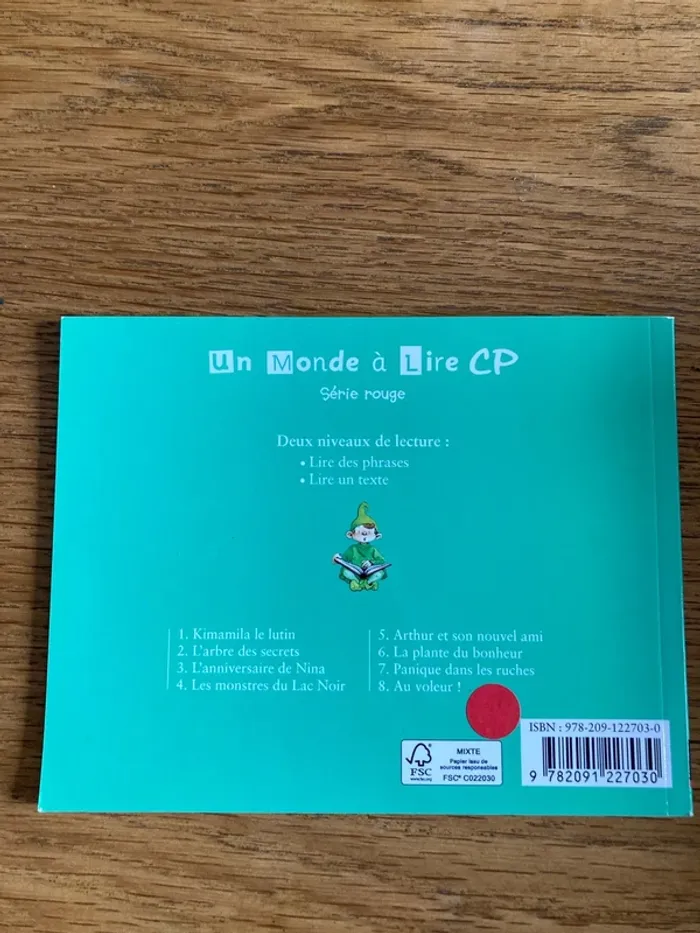 Un Monde à Lire CP
Série rouge
Deux niveaux de lecture :
• Lire des phrases
• Lire un texte
1. Kimamila le lutin
2. L'arbre des secrets
3. L'anniversaire de Nina
4. Les monstres du Lac Noir
5. Arthur et son nouvel ami
6. La plante du bonheur
7. Panique dans les ruches
8. Au voleur !
FSC
www.fsc.org
MIXTE
Papier issu de
sources responsables
FSC® C022030
ISBN : 978-209-122703-0
9 782091 227030